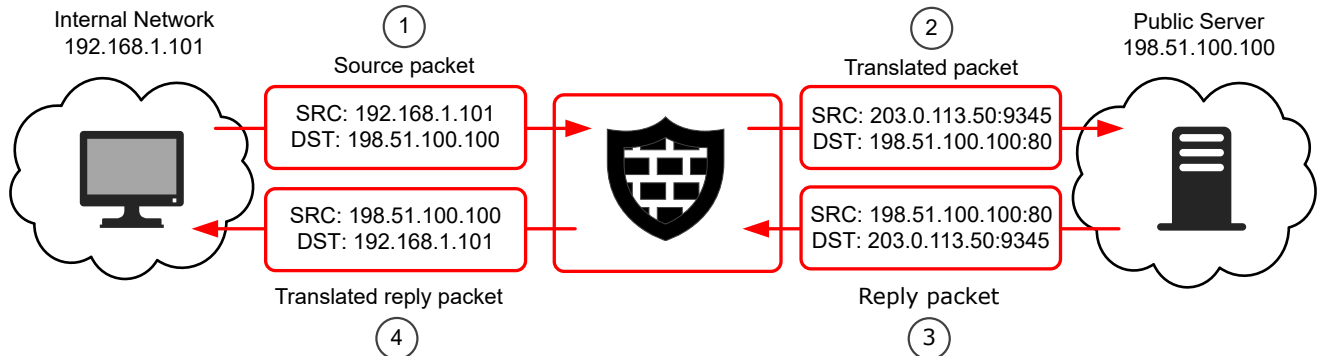 Internal Network
192.168.1.101
1
Source packet
SRC: 192.168.1.101
DST: 198.51.100.100
2
Translated packet
SRC: 203.0.113.50:9345
DST: 198.51.100.100:80
Public Server
198.51.100.100
SRC: 198.51.100.100
DST: 192.168.1.101
Translated reply packet
4
SRC: 198.51.100.100:80
DST: 203.0.113.50:9345
Reply packet
3